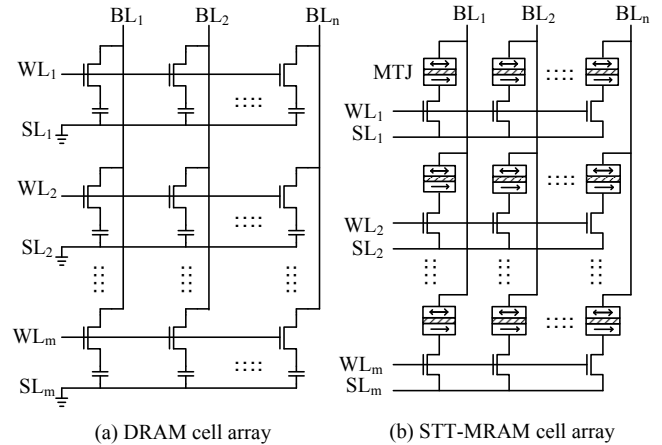 BL1 BL2 BLn
WL1
SL1
WL2
SL2
WLm
SLm
(a) DRAM cell array
BL1 BL2 BLn
MTJ
WL1
SL1
WL2
SL2
WLm
SLm
(b) STT-MRAM cell array